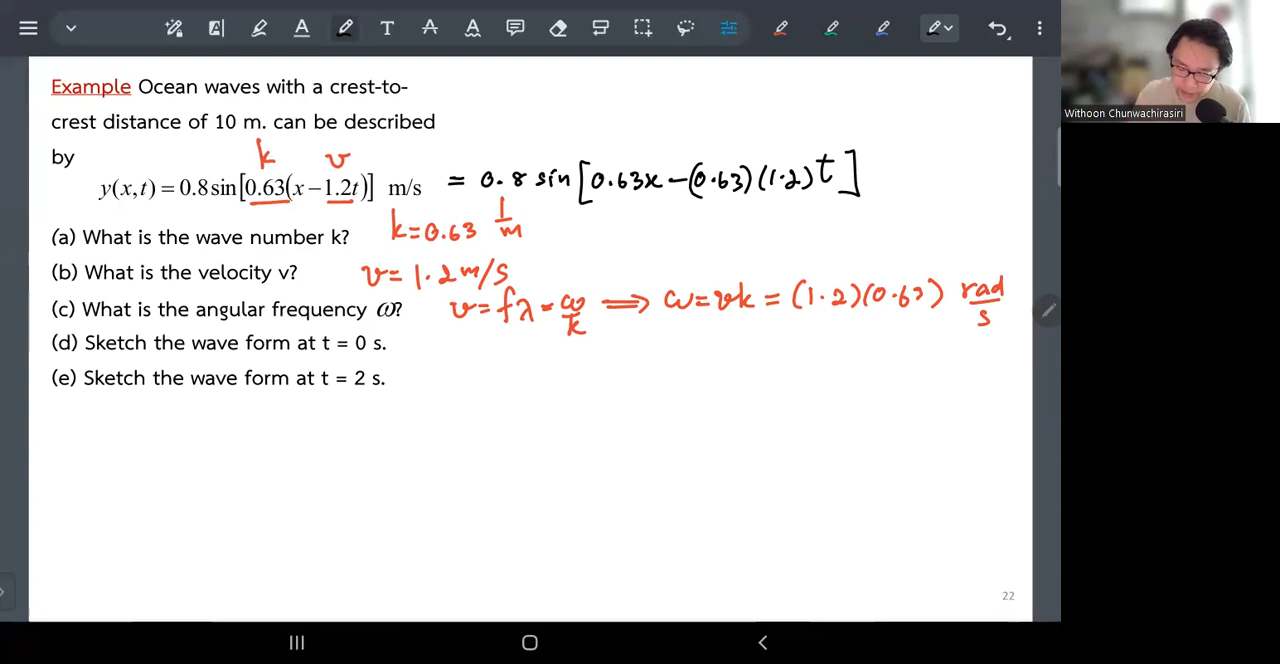 Example Ocean waves with a crest-to-
crest distance of 10 m. can be described
by
k v
y(x,t) = 0.8 sin[0.63(x − 1.2t)] m/s = 0.8 sin[0.63x − (0.63)(1.2)t]
(a) What is the wave number k? k = 0.63 1/m
(b) What is the velocity v? v = 1.2 m/s
(c) What is the angular frequency ω? v = fλ = ω/k ⟹ ω = vk = (1.2)(0.63) rad/s
(d) Sketch the wave form at t = 0 s.
(e) Sketch the wave form at t = 2 s.
22
Withoon Chunwachirasiri